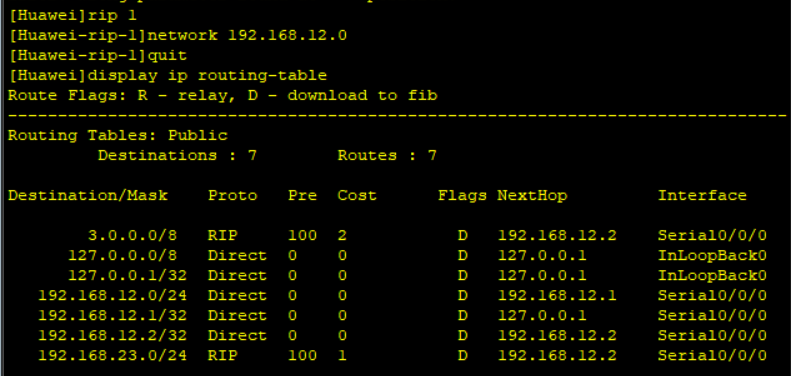 [Huawei]rip 1
[Huawei-rip-1]network 192.168.12.0
[Huawei-rip-1]quit
[Huawei]display ip routing-table
Route Flags: R - relay, D - download to fib
------------------------------------------------------------------------------
Routing Tables: Public
Destinations : 7 Routes : 7
Destination/Mask Proto Pre Cost Flags NextHop Interface
3.0.0.0/8 RIP 100 2 D 192.168.12.2 Serial0/0/0
127.0.0.0/8 Direct 0 0 D 127.0.0.1 InLoopBack0
127.0.0.1/32 Direct 0 0 D 127.0.0.1 InLoopBack0
192.168.12.0/24 Direct 0 0 D 192.168.12.1 Serial0/0/0
192.168.12.1/32 Direct 0 0 D 127.0.0.1 Serial0/0/0
192.168.12.2/32 Direct 0 0 D 192.168.12.2 Serial0/0/0
192.168.23.0/24 RIP 100 1 D 192.168.12.2 Serial0/0/0